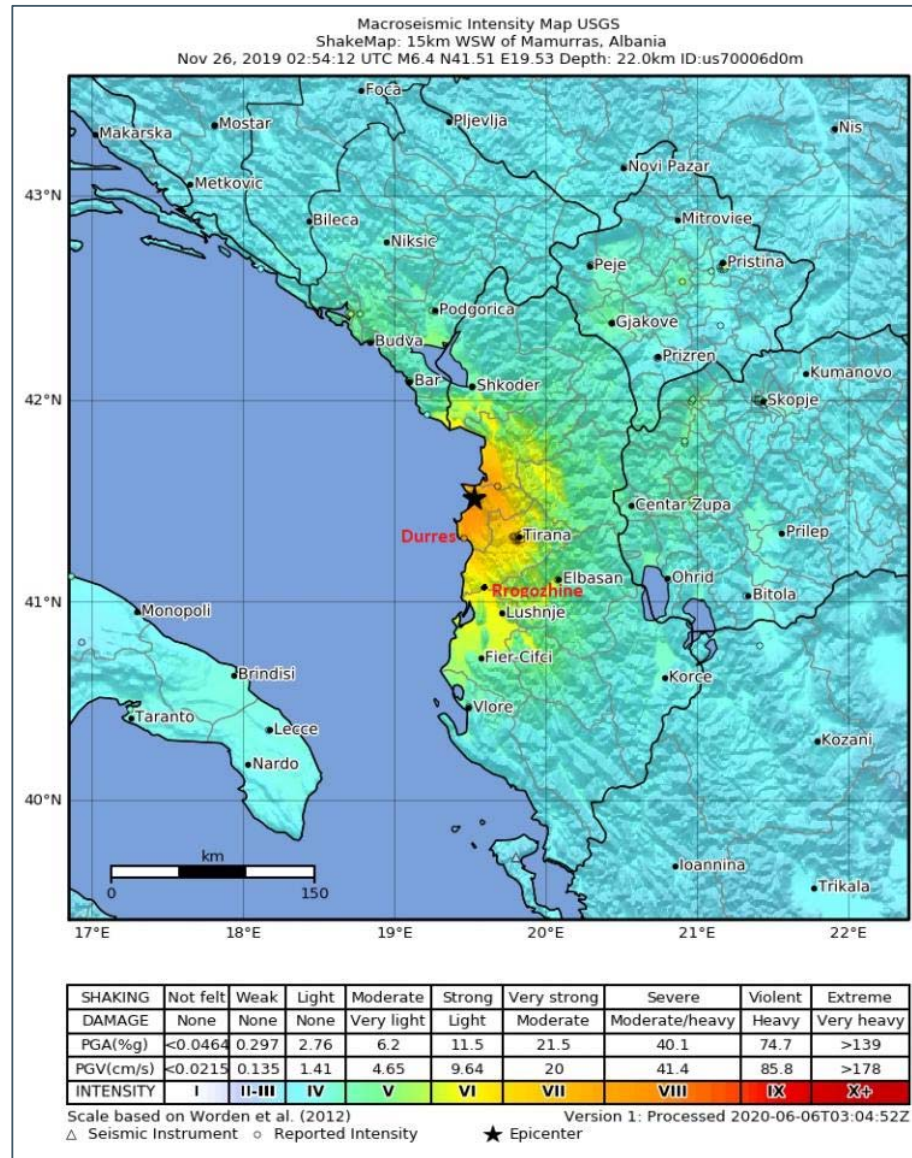 Macroseismic Intensity Map USGS
ShakeMap: 15km WSW of Mamurras, Albania
Nov 26, 2019 02:54:12 UTC M6.4 N41.51 E19.53 Depth: 22.0km ID:us70006d0m
Foca
Pljevlja
Nis
Makarska
Mostar
Novi Pazar
Metkovic
43°N
Bileca
Mitrovice
Niksic
Peje
Pristina
Podgorica
Gjakove
Budva
Prizren
Bar
Shkoder
Kumanovo
42°N
Skopje
Centar Zupa
Durres
Tirana
Prilep
Elbasan
Ohrid
41°N
Rrogozhine
Bitola
Monopoli
Lushnje
Fier-Cifci
Brindisi
Korce
Taranto
Vlore
Lecce
Kozani
Nardo
40°N
km
Ioannina
0 150
Trikala
17°E 18°E 19°E 20°E 21°E 22°E
SHAKING Not felt Weak Light Moderate Strong Very strong Severe Violent Extreme
DAMAGE None None None Very light Light Moderate Moderate/heavy Heavy Very heavy
PGA(%g) <0.0464 0.297 2.76 6.2 11.5 21.5 40.1 74.7 >139
PGV(cm/s) <0.0215 0.135 1.41 4.65 9.64 20 41.4 85.8 >178
INTENSITY I II-III IV V VI VII VIII IX X+
Scale based on Worden et al. (2012) Version 1: Processed 2020-06-06T03:04:52Z
△ Seismic Instrument ○ Reported Intensity ★ Epicenter